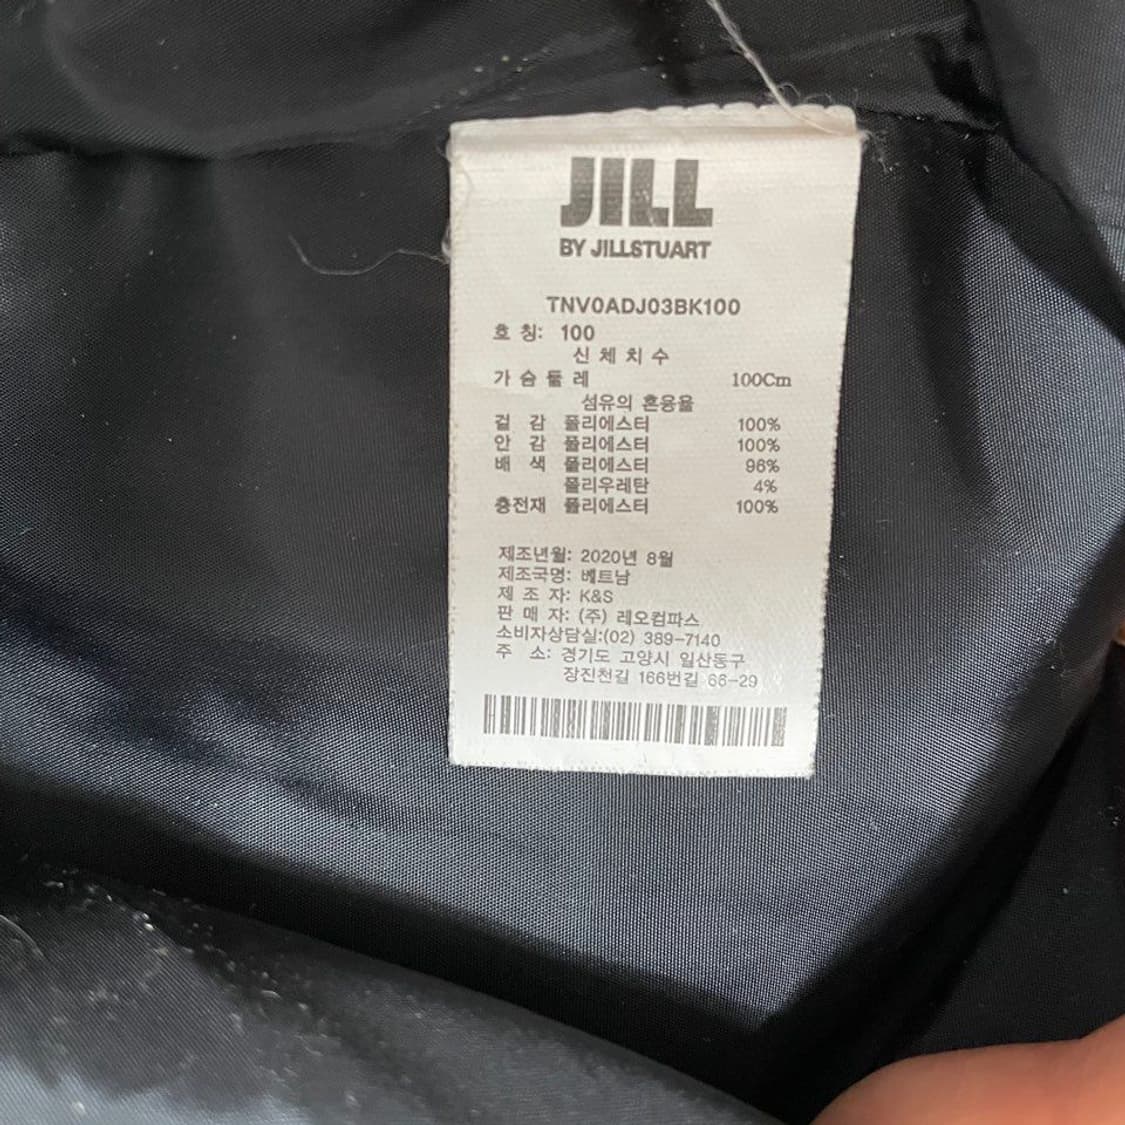 JILL
BY JILLSTUART
TNV0ADJ03BK100
호 칭: 100
신 체 치 수
가 슴 둘 레 100Cm
섬유의 혼용율
겉 감 폴리에스터 100%
안 감 폴리에스터 100%
배 색 폴리에스터 96%
폴리우레탄 4%
충전재 폴리에스터 100%
제조년월: 2020년 8월
제조국명: 베트남
제 조 자: K&S
판 매 자: (주) 레오컴파스
소비자상담실:(02) 389-7140
주 소: 경기도 고양시 일산동구
장진천길 166번길 66-29